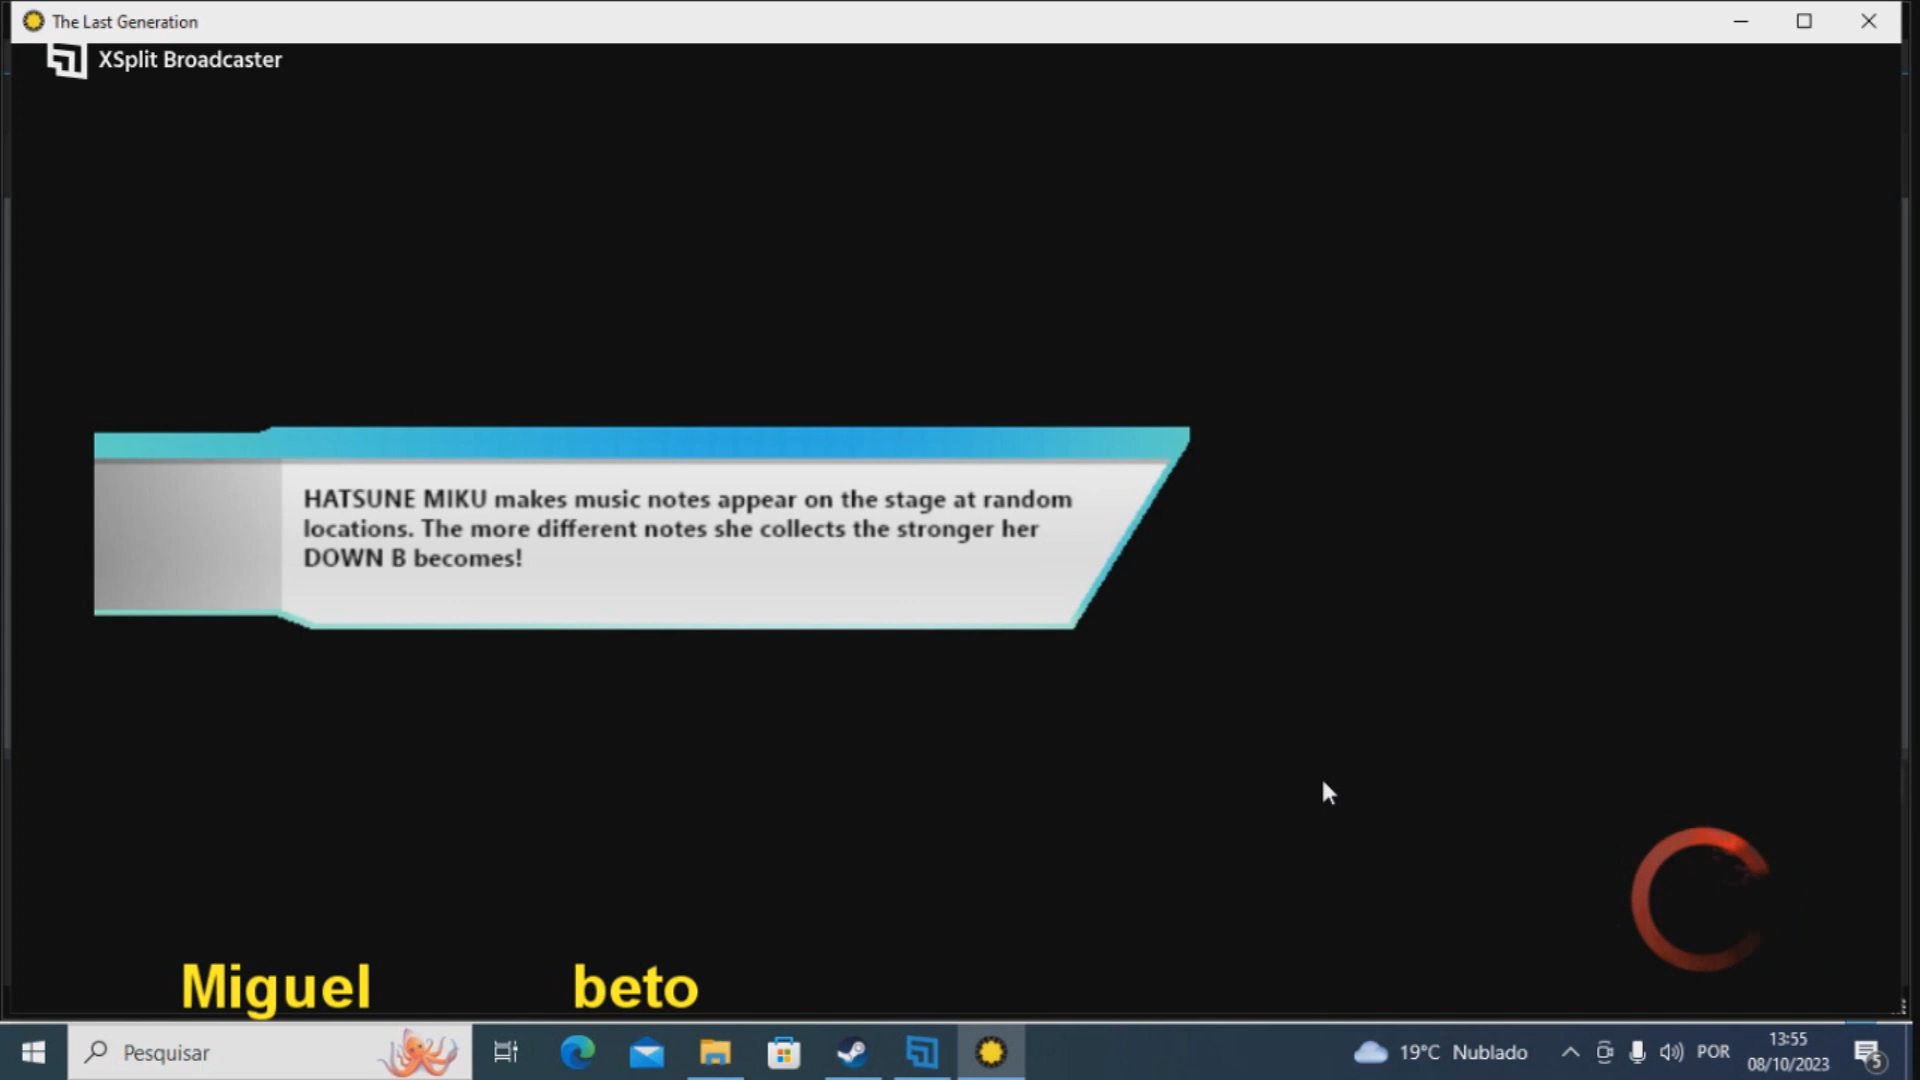 The Last Generation
XSplit Broadcaster
HATSUNE MIKU makes music notes appear on the stage at random
locations. The more different notes she collects the stronger her
DOWN B becomes!
Miguel beto
Pesquisar
19°C Nublado
POR
13:55
08/10/2023
5